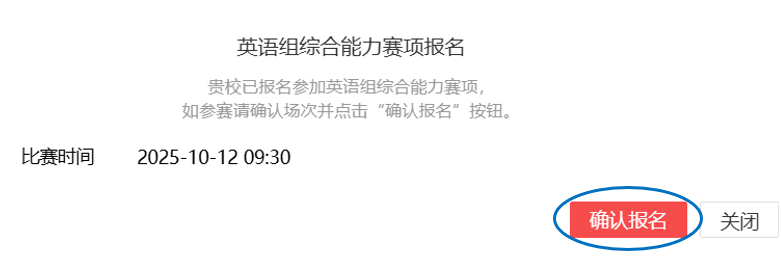 英语组综合能力赛项报名
贵校已报名参加英语组综合能力赛项，
如参赛请确认场次并点击“确认报名”按钮。
比赛时间 2025-10-12 09:30
确认报名 关闭